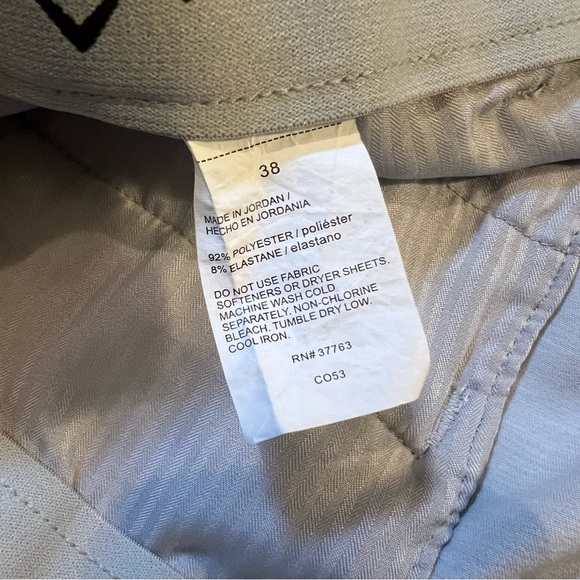 38
MADE IN JORDAN /
HECHO EN JORDANIA
92% POLYESTER / poliéster
8% ELASTANE / elastano
DO NOT USE FABRIC
SOFTENERS OR DRYER SHEETS.
MACHINE WASH COLD
SEPARATELY, NON-CHLORINE
BLEACH. TUMBLE DRY LOW.
COOL IRON.
RN# 37763
CO53